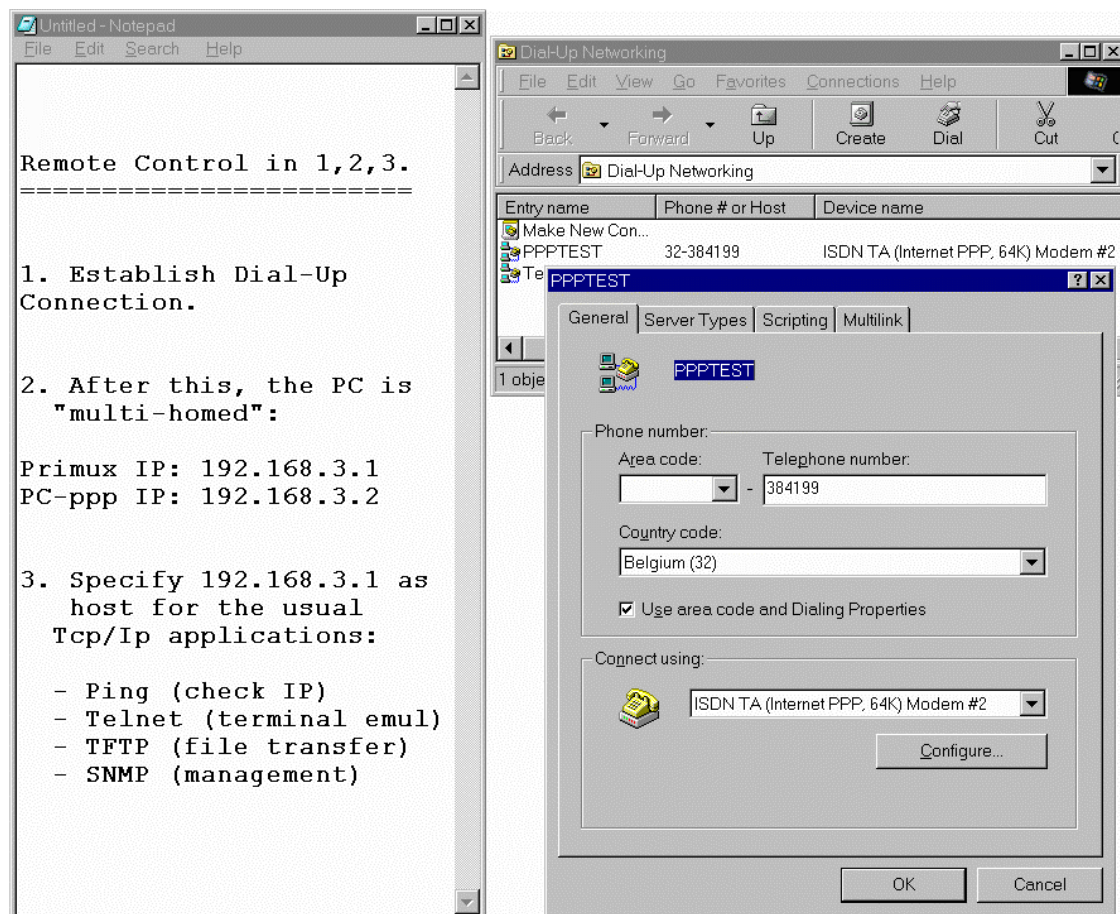 Untitled - Notepad
File Edit Search Help
Remote Control in 1,2,3.
========================
1. Establish Dial-Up
Connection.
2. After this, the PC is
"multi-homed":
Primux IP: 192.168.3.1
PC-ppp IP: 192.168.3.2
3. Specify 192.168.3.1 as
host for the usual
Tcp/Ip applications:
- Ping (check IP)
- Telnet (terminal emul)
- TFTP (file transfer)
- SNMP (management)
Dial-Up Networking
File Edit View Go Favorites Connections Help
Back Forward Up Create Dial Cut
Address Dial-Up Networking
Entry name Phone # or Host Device name
Make New Con...
PPPTEST 32-384199 ISDN TA (Internet PPP, 64K) Modem #2
Te
1 obje
PPPTEST
General Server Types Scripting Multilink
PPPTEST
Phone number:
Area code: Telephone number:
- 384199
Country code:
Belgium (32)
Use area code and Dialing Properties
Connect using:
ISDN TA (Internet PPP, 64K) Modem #2
Configure...
OK Cancel